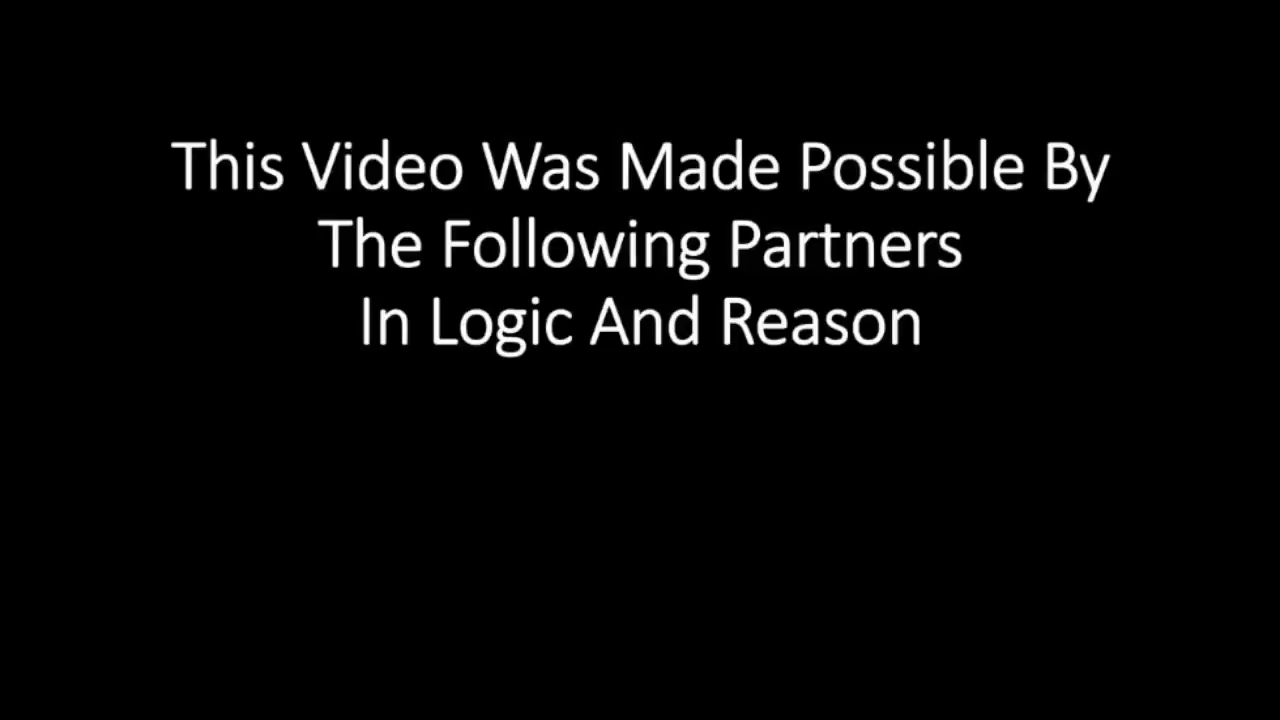 This Video Was Made Possible By
The Following Partners
In Logic And Reason